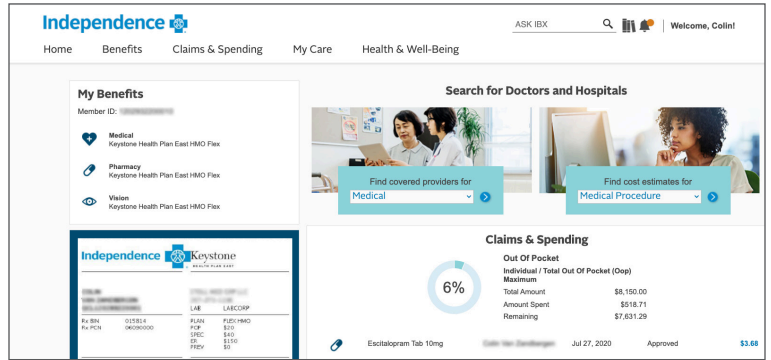 Independence
ASK IBX
Welcome, Colin!
Home Benefits Claims & Spending My Care Health & Well-Being
My Benefits
Member ID:
Medical
Keystone Health Plan East HMO Flex
Pharmacy
Keystone Health Plan East HMO Flex
Vision
Keystone Health Plan East HMO Flex
Search for Doctors and Hospitals
Find covered providers for
Medical
Find cost estimates for
Medical Procedure
Independence Keystone
HEALTH PLAN EAST
LAB LABCORP
Rx BIN 015814
Rx PCN 06090000
PLAN FLEX HMO
PCP $20
SPEC $40
ER $150
PREV $0
Claims & Spending
6%
Out Of Pocket
Individual / Total Out Of Pocket (Oop)
Maximum
Total Amount $8,150.00
Amount Spent $518.71
Remaining $7,631.29
Escitalopram Tab 10mg Jul 27, 2020 Approved $3.68